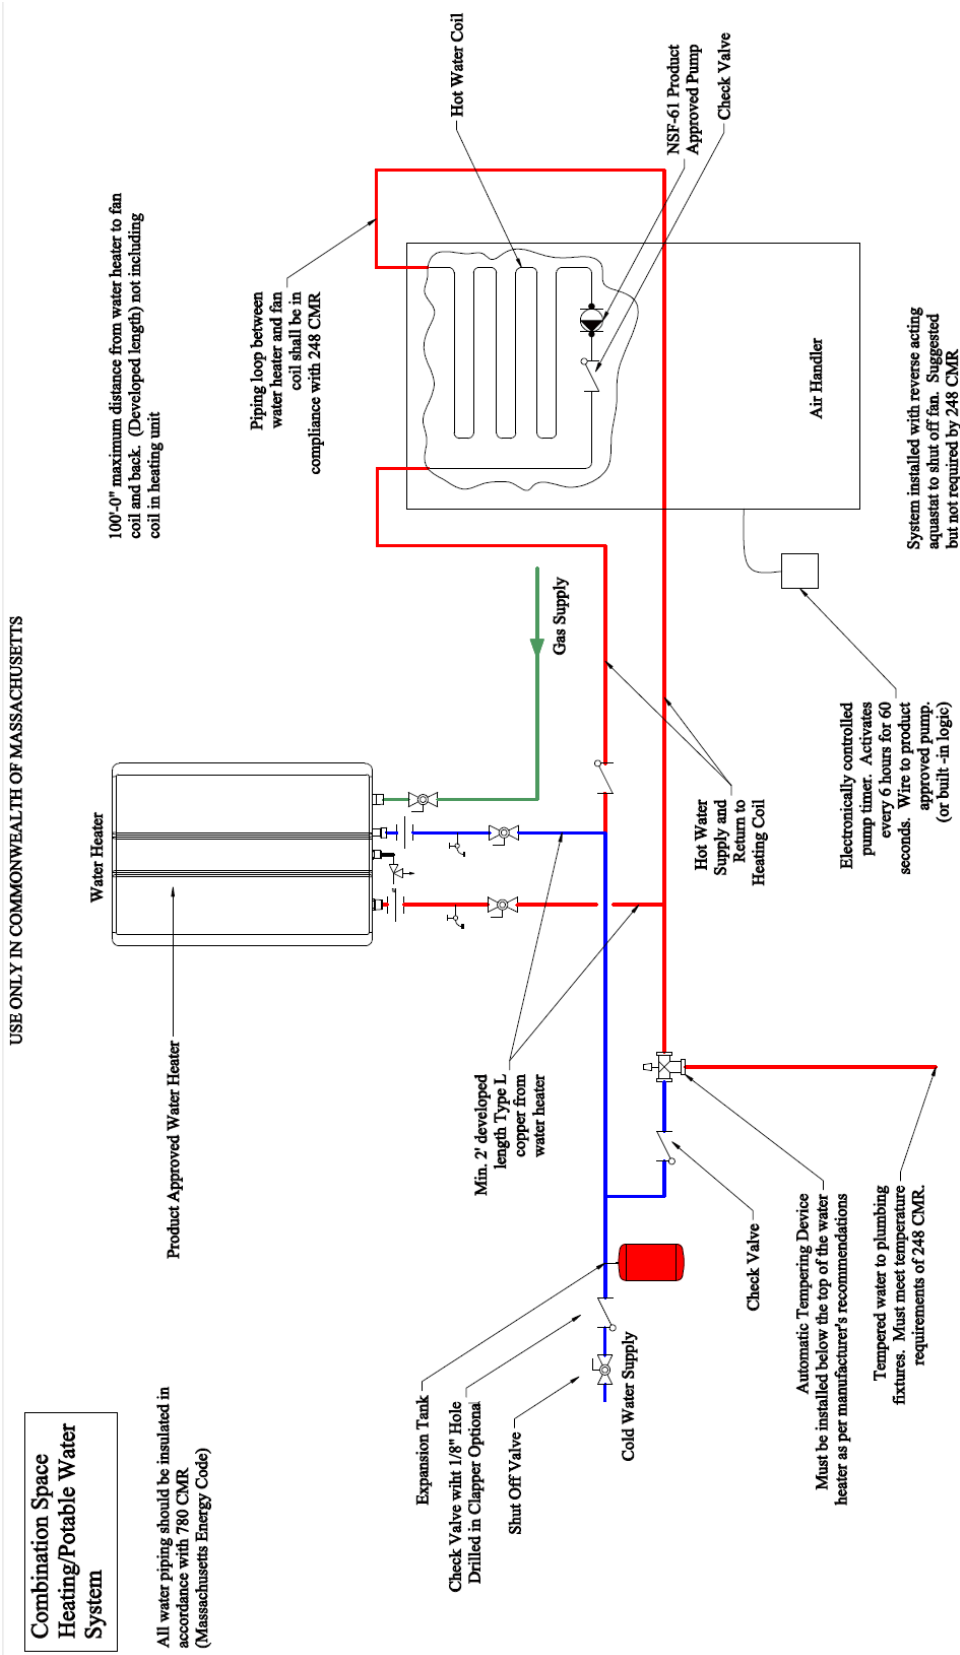 USE ONLY IN COMMONWEALTH OF MASSACHUSETTS
Combination Space
Heating/Potable Water
System
All water piping should be insulated in
accordance with 780 CMR
(Massachusetts Energy Code)
Product Approved Water Heater
Water Heater
100'-0" maximum distance from water heater to fan
coil and back. (Developed length) not including
coil in heating unit
Piping loop between
water heater and fan
coil shall be in
compliance with 248 CMR
Hot Water Coil
NSF-61 Product
Approved Pump
Check Valve
Gas Supply
Min. 2' developed
length Type L
copper from
water heater
Expansion Tank
Check Valve wiht 1/8" Hole
Drilled in Clapper Optional
Shut Off Valve
Cold Water Supply
Hot Water
Supply and
Return to
Heating Coil
Air Handler
Check Valve
Automatic Tempering Device
Must be installed below the top of the water
heater as per manufacturer's recommendations
Tempered water to plumbing
fixtures. Must meet temperature
requirements of 248 CMR.
Electronically controlled
pump timer. Activates
every 6 hours for 60
seconds. Wire to product
approved pump.
(or built -in logic)
System installed with reverse acting
aquastat to shut off fan. Suggested
but not required by 248 CMR